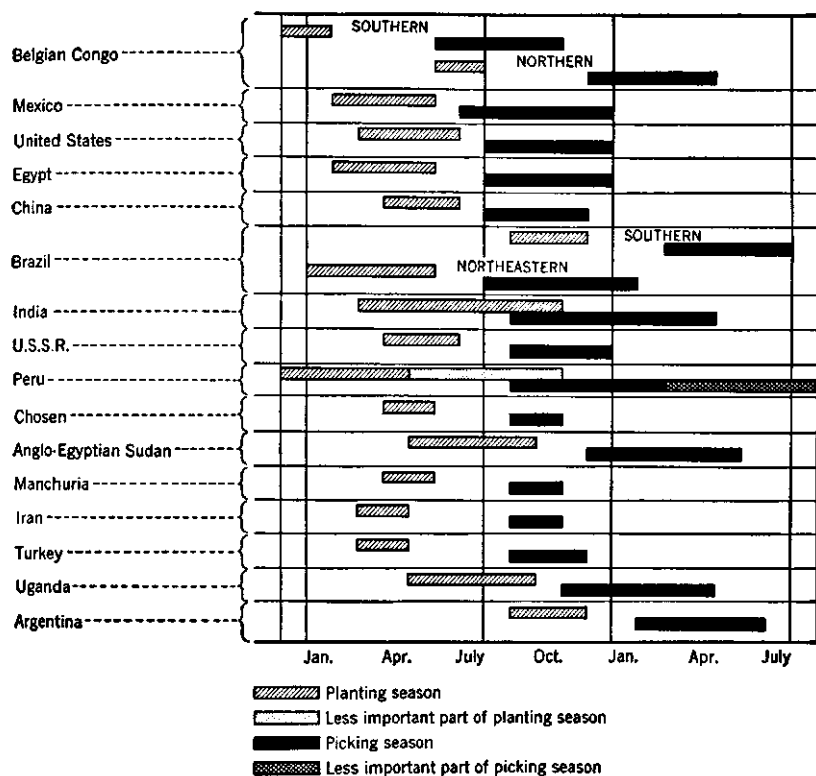 SOUTHERN
Belgian Congo
NORTHERN
Mexico
United States
Egypt
China
SOUTHERN
Brazil
NORTHEASTERN
India
U.S.S.R.
Peru
Chosen
Anglo-Egyptian Sudan
Manchuria
Iran
Turkey
Uganda
Argentina
Jan. Apr. July Oct. Jan. Apr. July
Planting season
Less important part of planting season
Picking season
Less important part of picking season